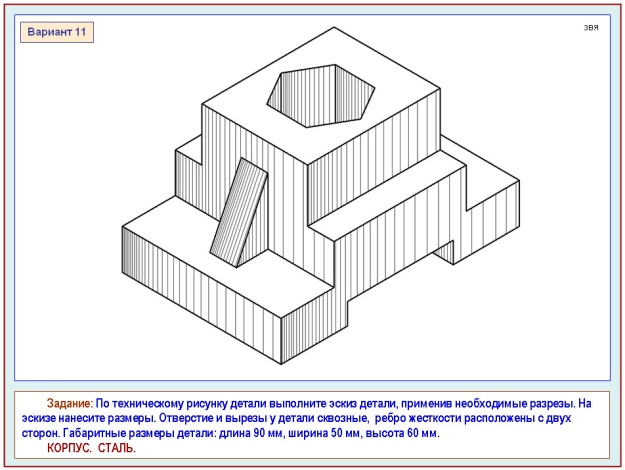 Вариант 11
ЗВЯ
Задание: По техническому рисунку детали выполните эскиз детали, применив необходимые разрезы. На
эскизе нанесите размеры. Отверстие и вырезы у детали сквозные, ребро жесткости расположены с двух
сторон. Габаритные размеры детали: длина 90 мм, ширина 50 мм, высота 60 мм.
КОРПУС. СТАЛЬ.